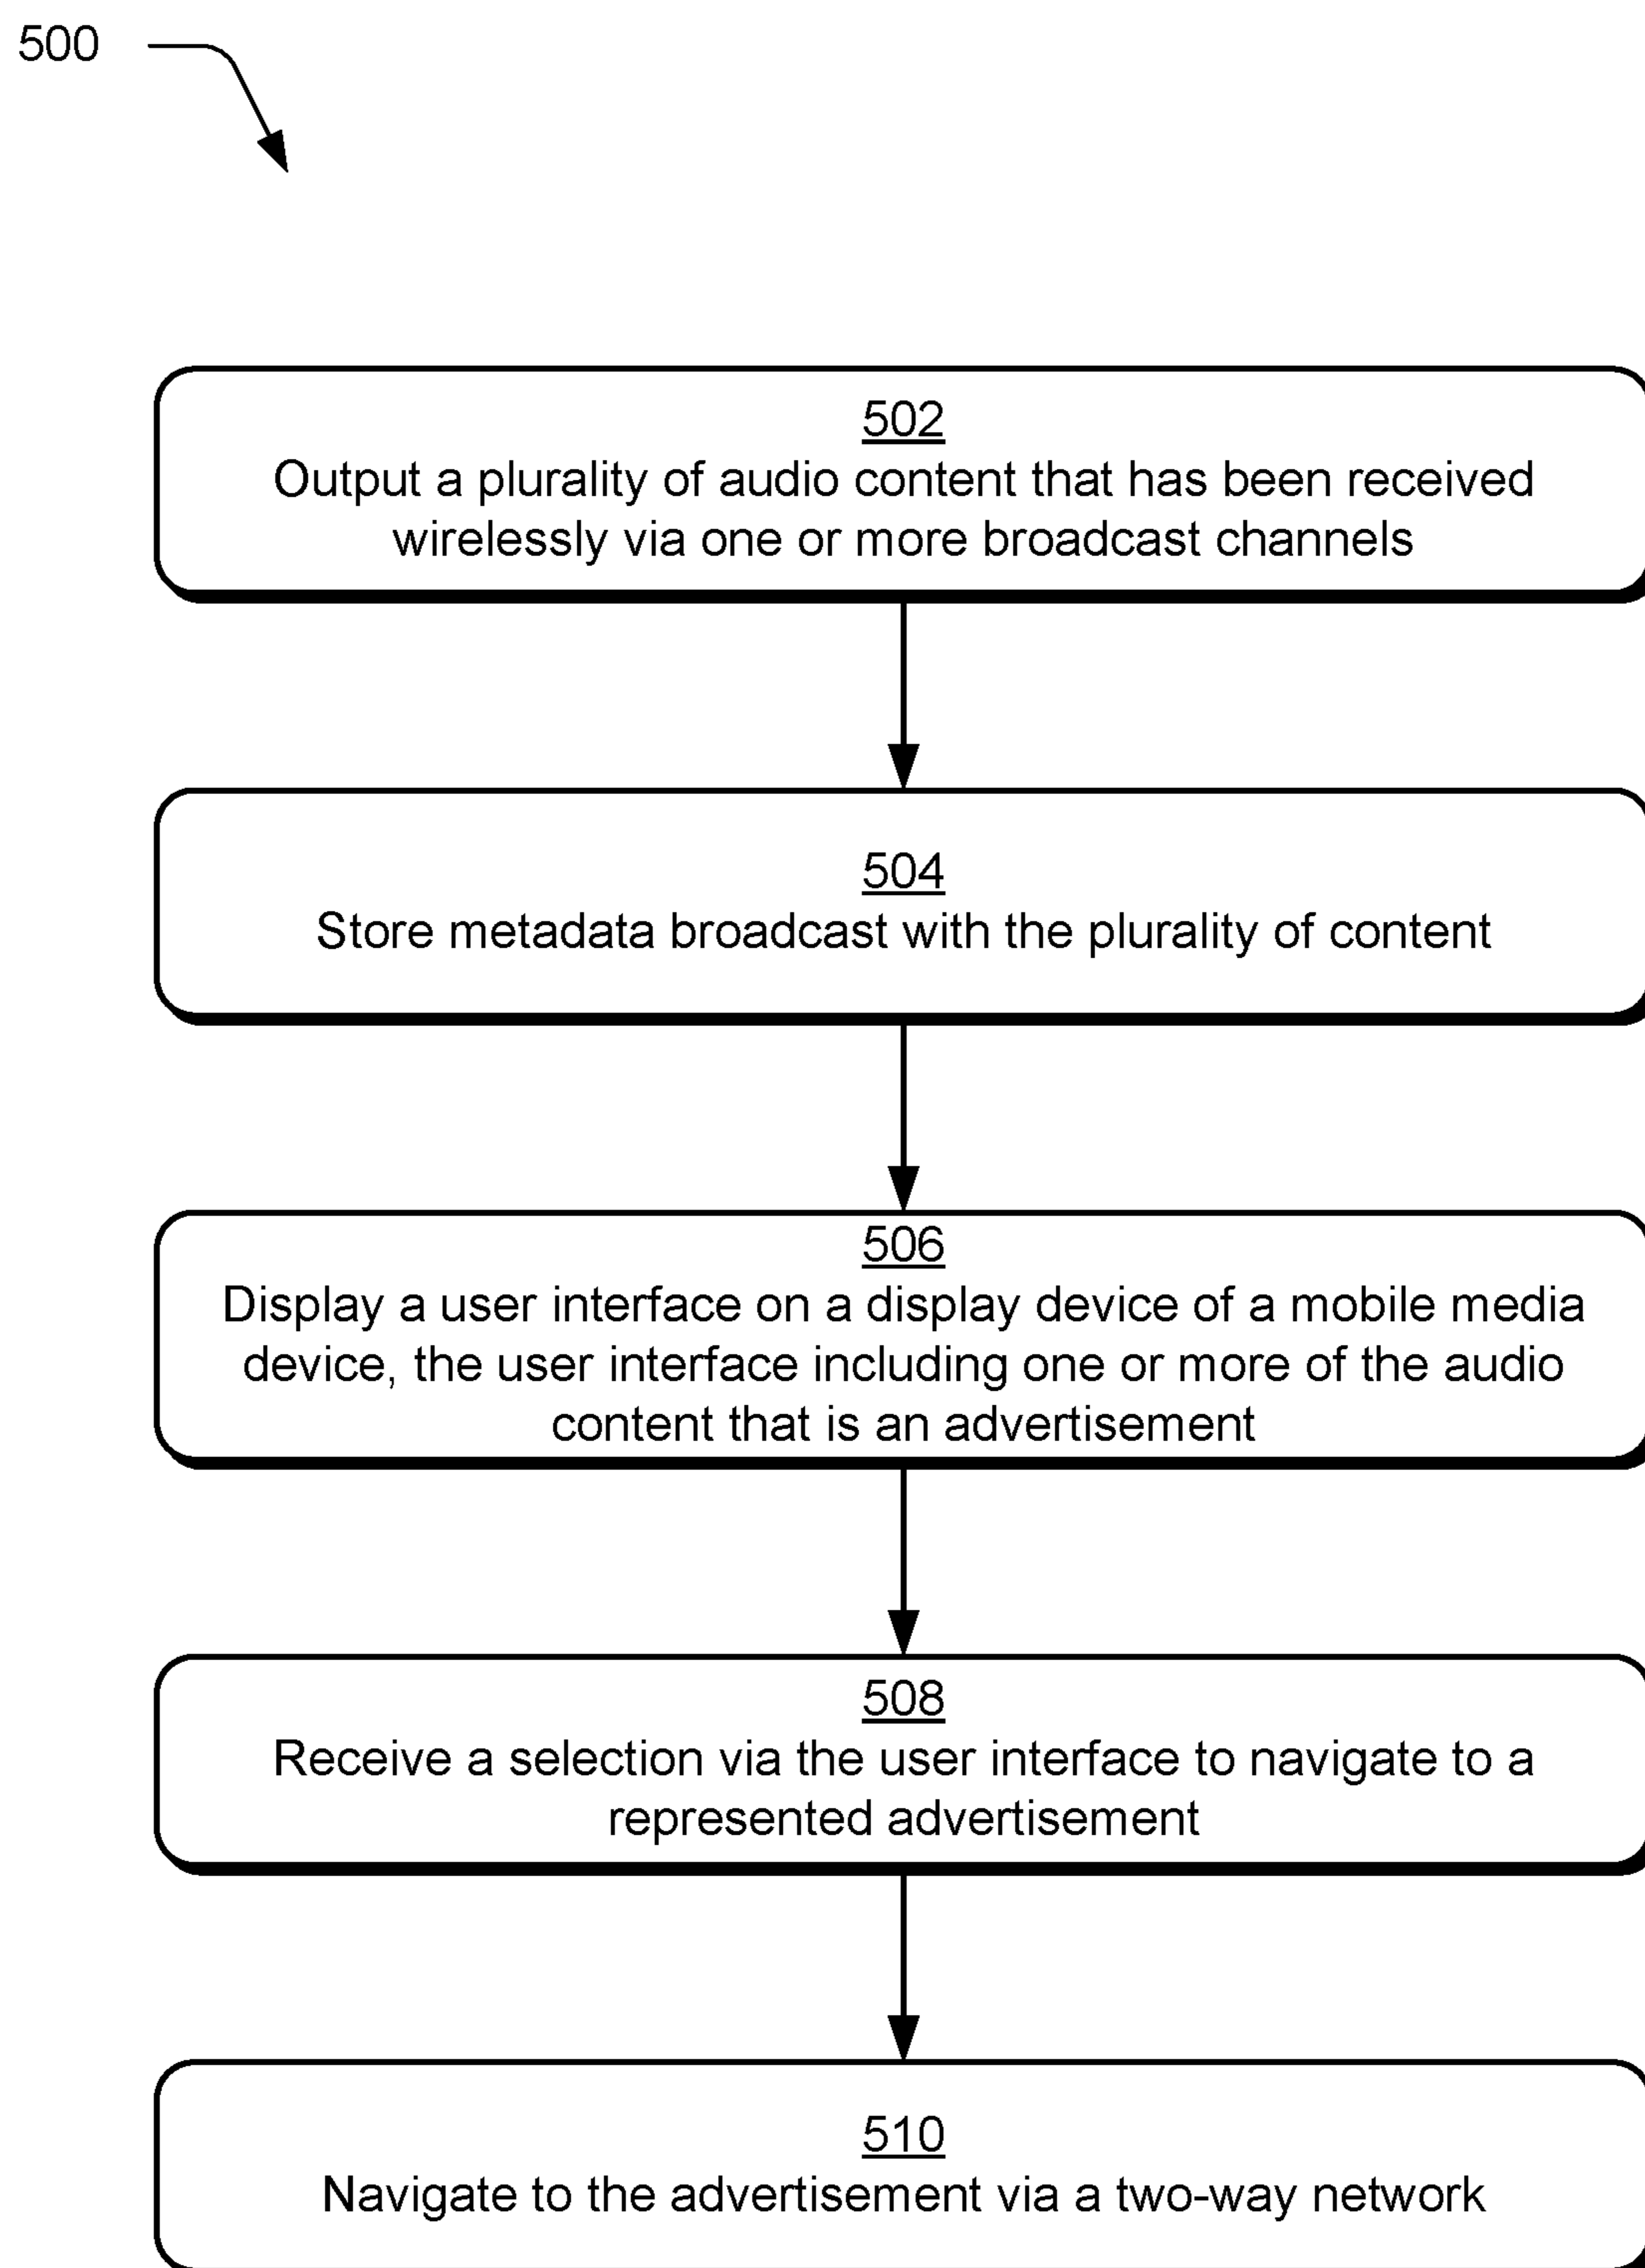 500
502
Output a plurality of audio content that has been received
wirelessly via one or more broadcast channels
504
Store metadata broadcast with the plurality of content
506
Display a user interface on a display device of a mobile media
device, the user interface including one or more of the audio
content that is an advertisement
508
Receive a selection via the user interface to navigate to a
represented advertisement
510
Navigate to the advertisement via a two-way network